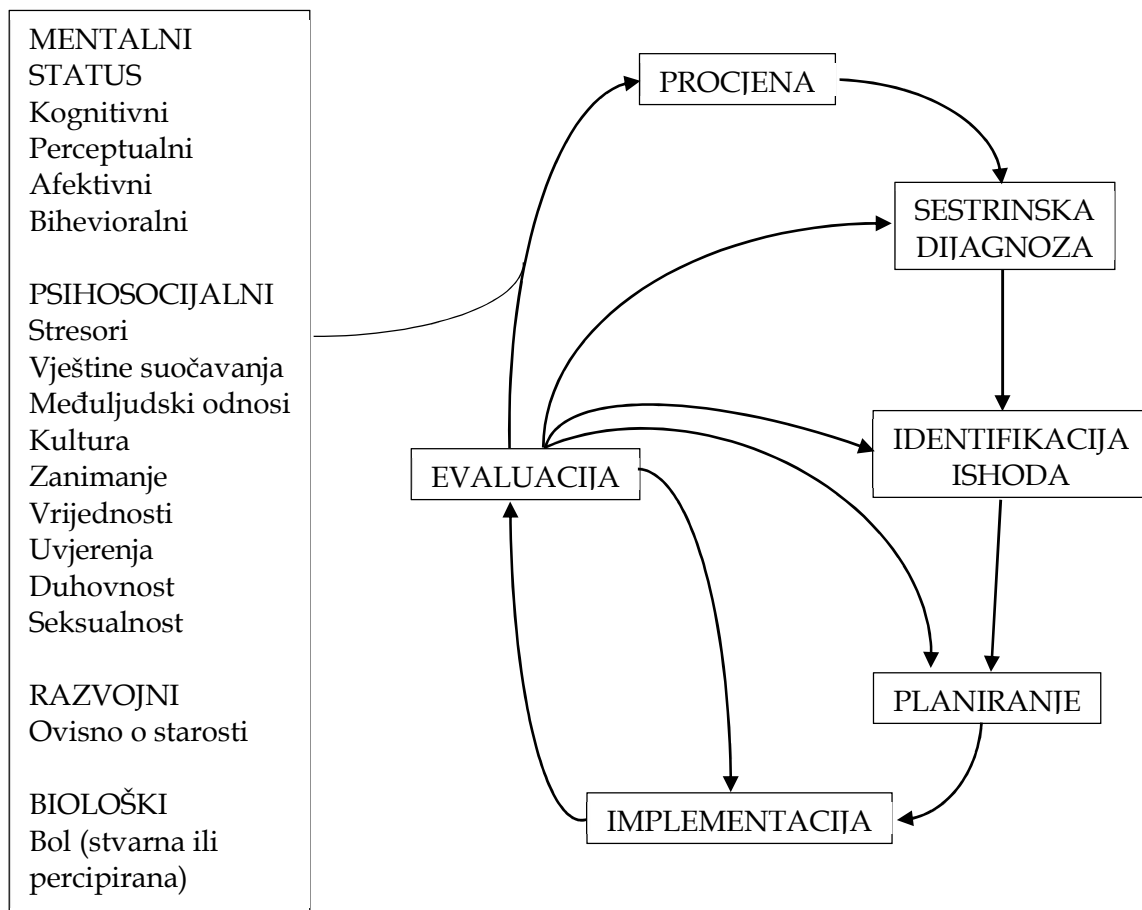 MENTALNI
STATUS
Kognitivni
Perceptualni
Afektivni
Bihevioralni
PSIHOSOCIJALNI
Stresori
Vještine suočavanja
Međuljudski odnosi
Kultura
Zanimanje
Vrijednosti
Uvjerenja
Duhovnost
Seksualnost
RAZVOJNI
Ovisno o starosti
BIOLOŠKI
Bol (stvarna ili
percipirana)
PROCJENA
SESTRINSKA
DIJAGNOZA
IDENTIFIKACIJA
ISHODA
EVALUACIJA
PLANIRANJE
IMPLEMENTACIJA